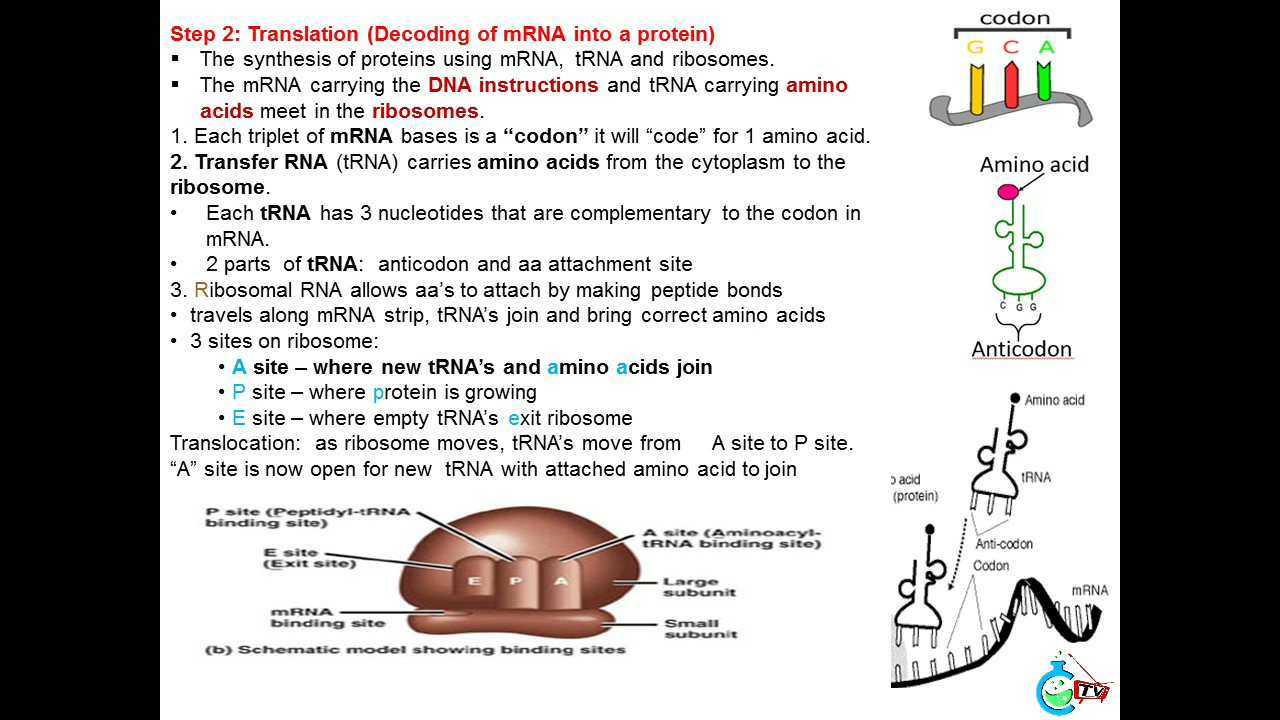 Step 2: Translation (Decoding of mRNA into a protein)
▪ The synthesis of proteins using mRNA, tRNA and ribosomes.
▪ The mRNA carrying the DNA instructions and tRNA carrying amino
acids meet in the ribosomes.
1. Each triplet of mRNA bases is a “codon” it will “code” for 1 amino acid.
2. Transfer RNA (tRNA) carries amino acids from the cytoplasm to the
ribosome.
• Each tRNA has 3 nucleotides that are complementary to the codon in
mRNA.
• 2 parts of tRNA: anticodon and aa attachment site
3. Ribosomal RNA allows aa’s to attach by making peptide bonds
• travels along mRNA strip, tRNA’s join and bring correct amino acids
• 3 sites on ribosome:
• A site – where new tRNA’s and amino acids join
• P site – where protein is growing
• E site – where empty tRNA’s exit ribosome
Translocation: as ribosome moves, tRNA’s move from A site to P site.
“A” site is now open for new tRNA with attached amino acid to join
P site (Peptidyl-tRNA
binding site)
A site (Aminoacyl-
tRNA binding site)
E site
(Exit site)
E P A
Large
subunit
mRNA
binding site
Small
subunit
(b) Schematic model showing binding sites
codon
G C A
Amino acid
C G G
Anticodon
Amino acid
tRNA
o acid
(protein)
Anti-codon
Codon
mRNA
TV